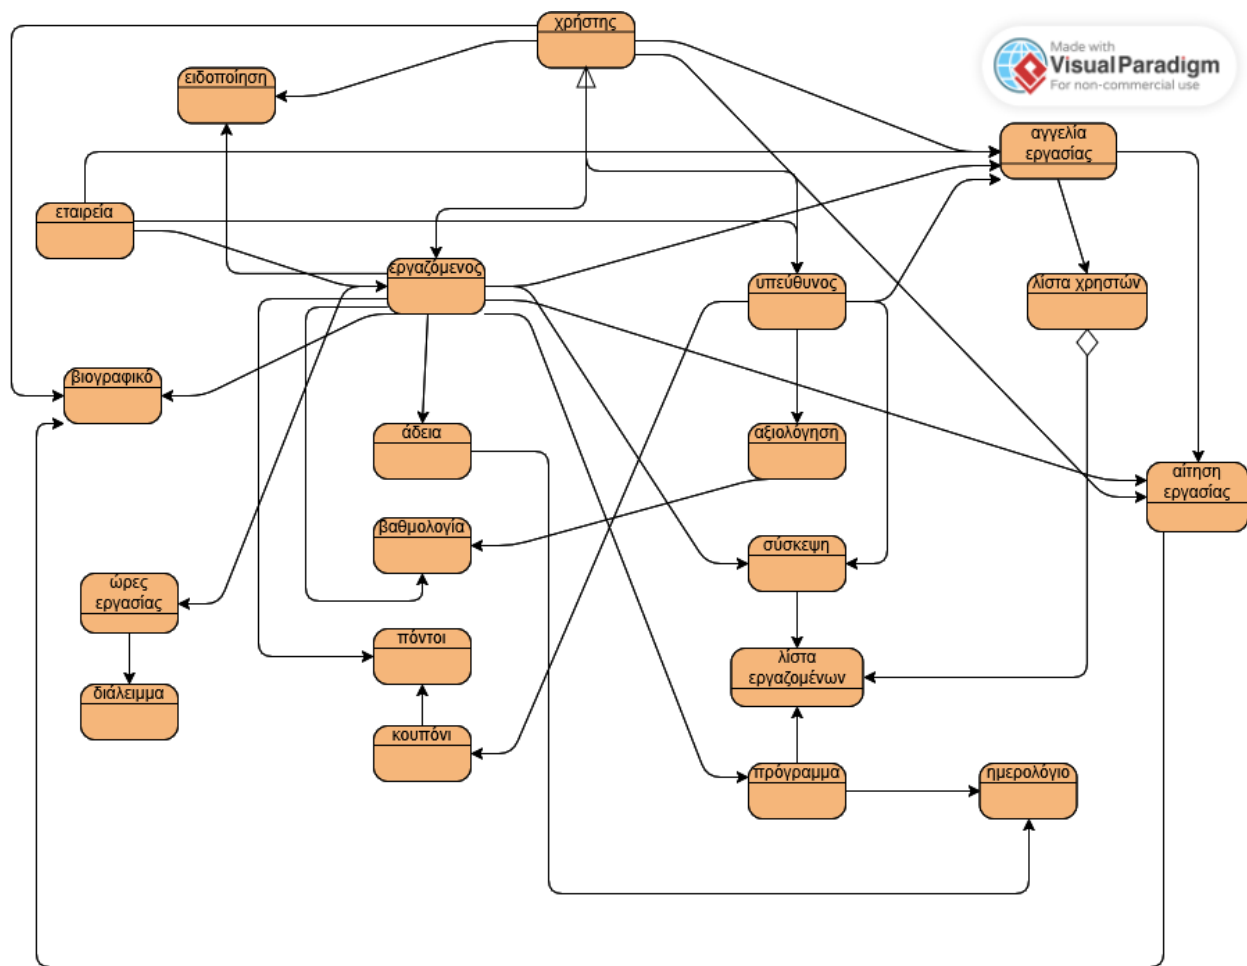 χρήστης
Made with
Visual Paradigm
For non-commercial use
ειδοποίηση
αγγελία
εργασίας
εταιρεία
εργαζόμενος
υπεύθυνος
λίστα χρηστών
βιογραφικό
άδεια
αξιολόγηση
αίτηση
εργασίας
βαθμολογία
σύσκεψη
ώρες
εργασίας
πόντοι
λίστα
εργαζομένων
διάλειμμα
κουπόνι
πρόγραμμα
ημερολόγιο